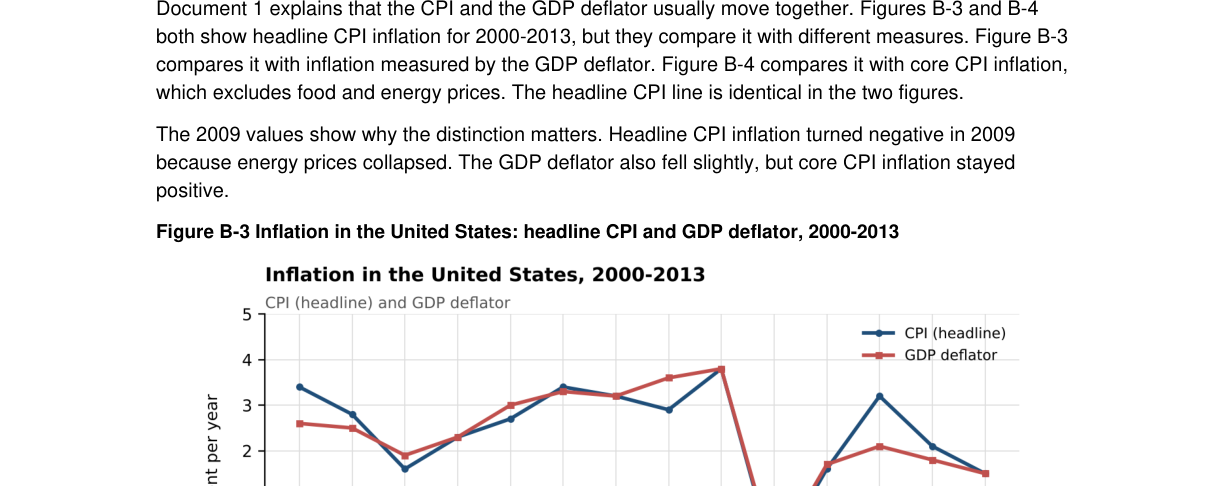 Document 1 explains that the CPI and the GDP deflator usually move together. Figures B-3 and B-4
both show headline CPI inflation for 2000-2013, but they compare it with different measures. Figure B-3
compares it with inflation measured by the GDP deflator. Figure B-4 compares it with core CPI inflation,
which excludes food and energy prices. The headline CPI line is identical in the two figures.
The 2009 values show why the distinction matters. Headline CPI inflation turned negative in 2009
because energy prices collapsed. The GDP deflator also fell slightly, but core CPI inflation stayed
positive.
Figure B-3 Inflation in the United States: headline CPI and GDP deflator, 2000-2013
Inflation in the United States, 2000-2013
CPI (headline) and GDP deflator
5
CPI (headline)
GDP deflator
4
3
2
per year